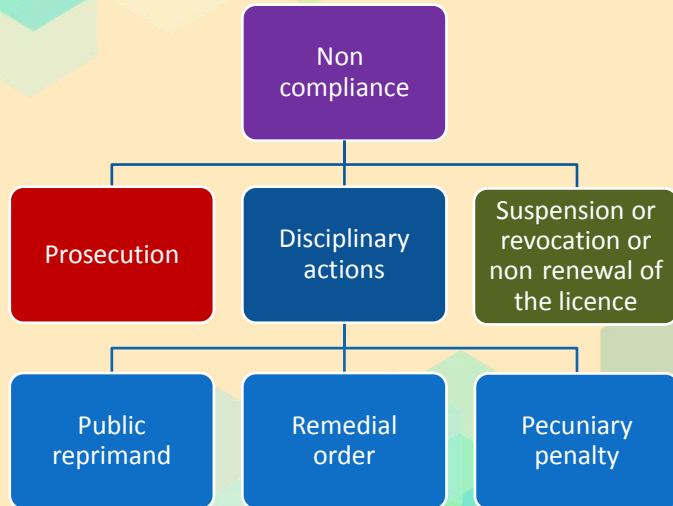 Non
compliance
Prosecution
Disciplinary
actions
Suspension or
revocation or
non renewal of
the licence
Public
reprimand
Remedial
order
Pecuniary
penalty